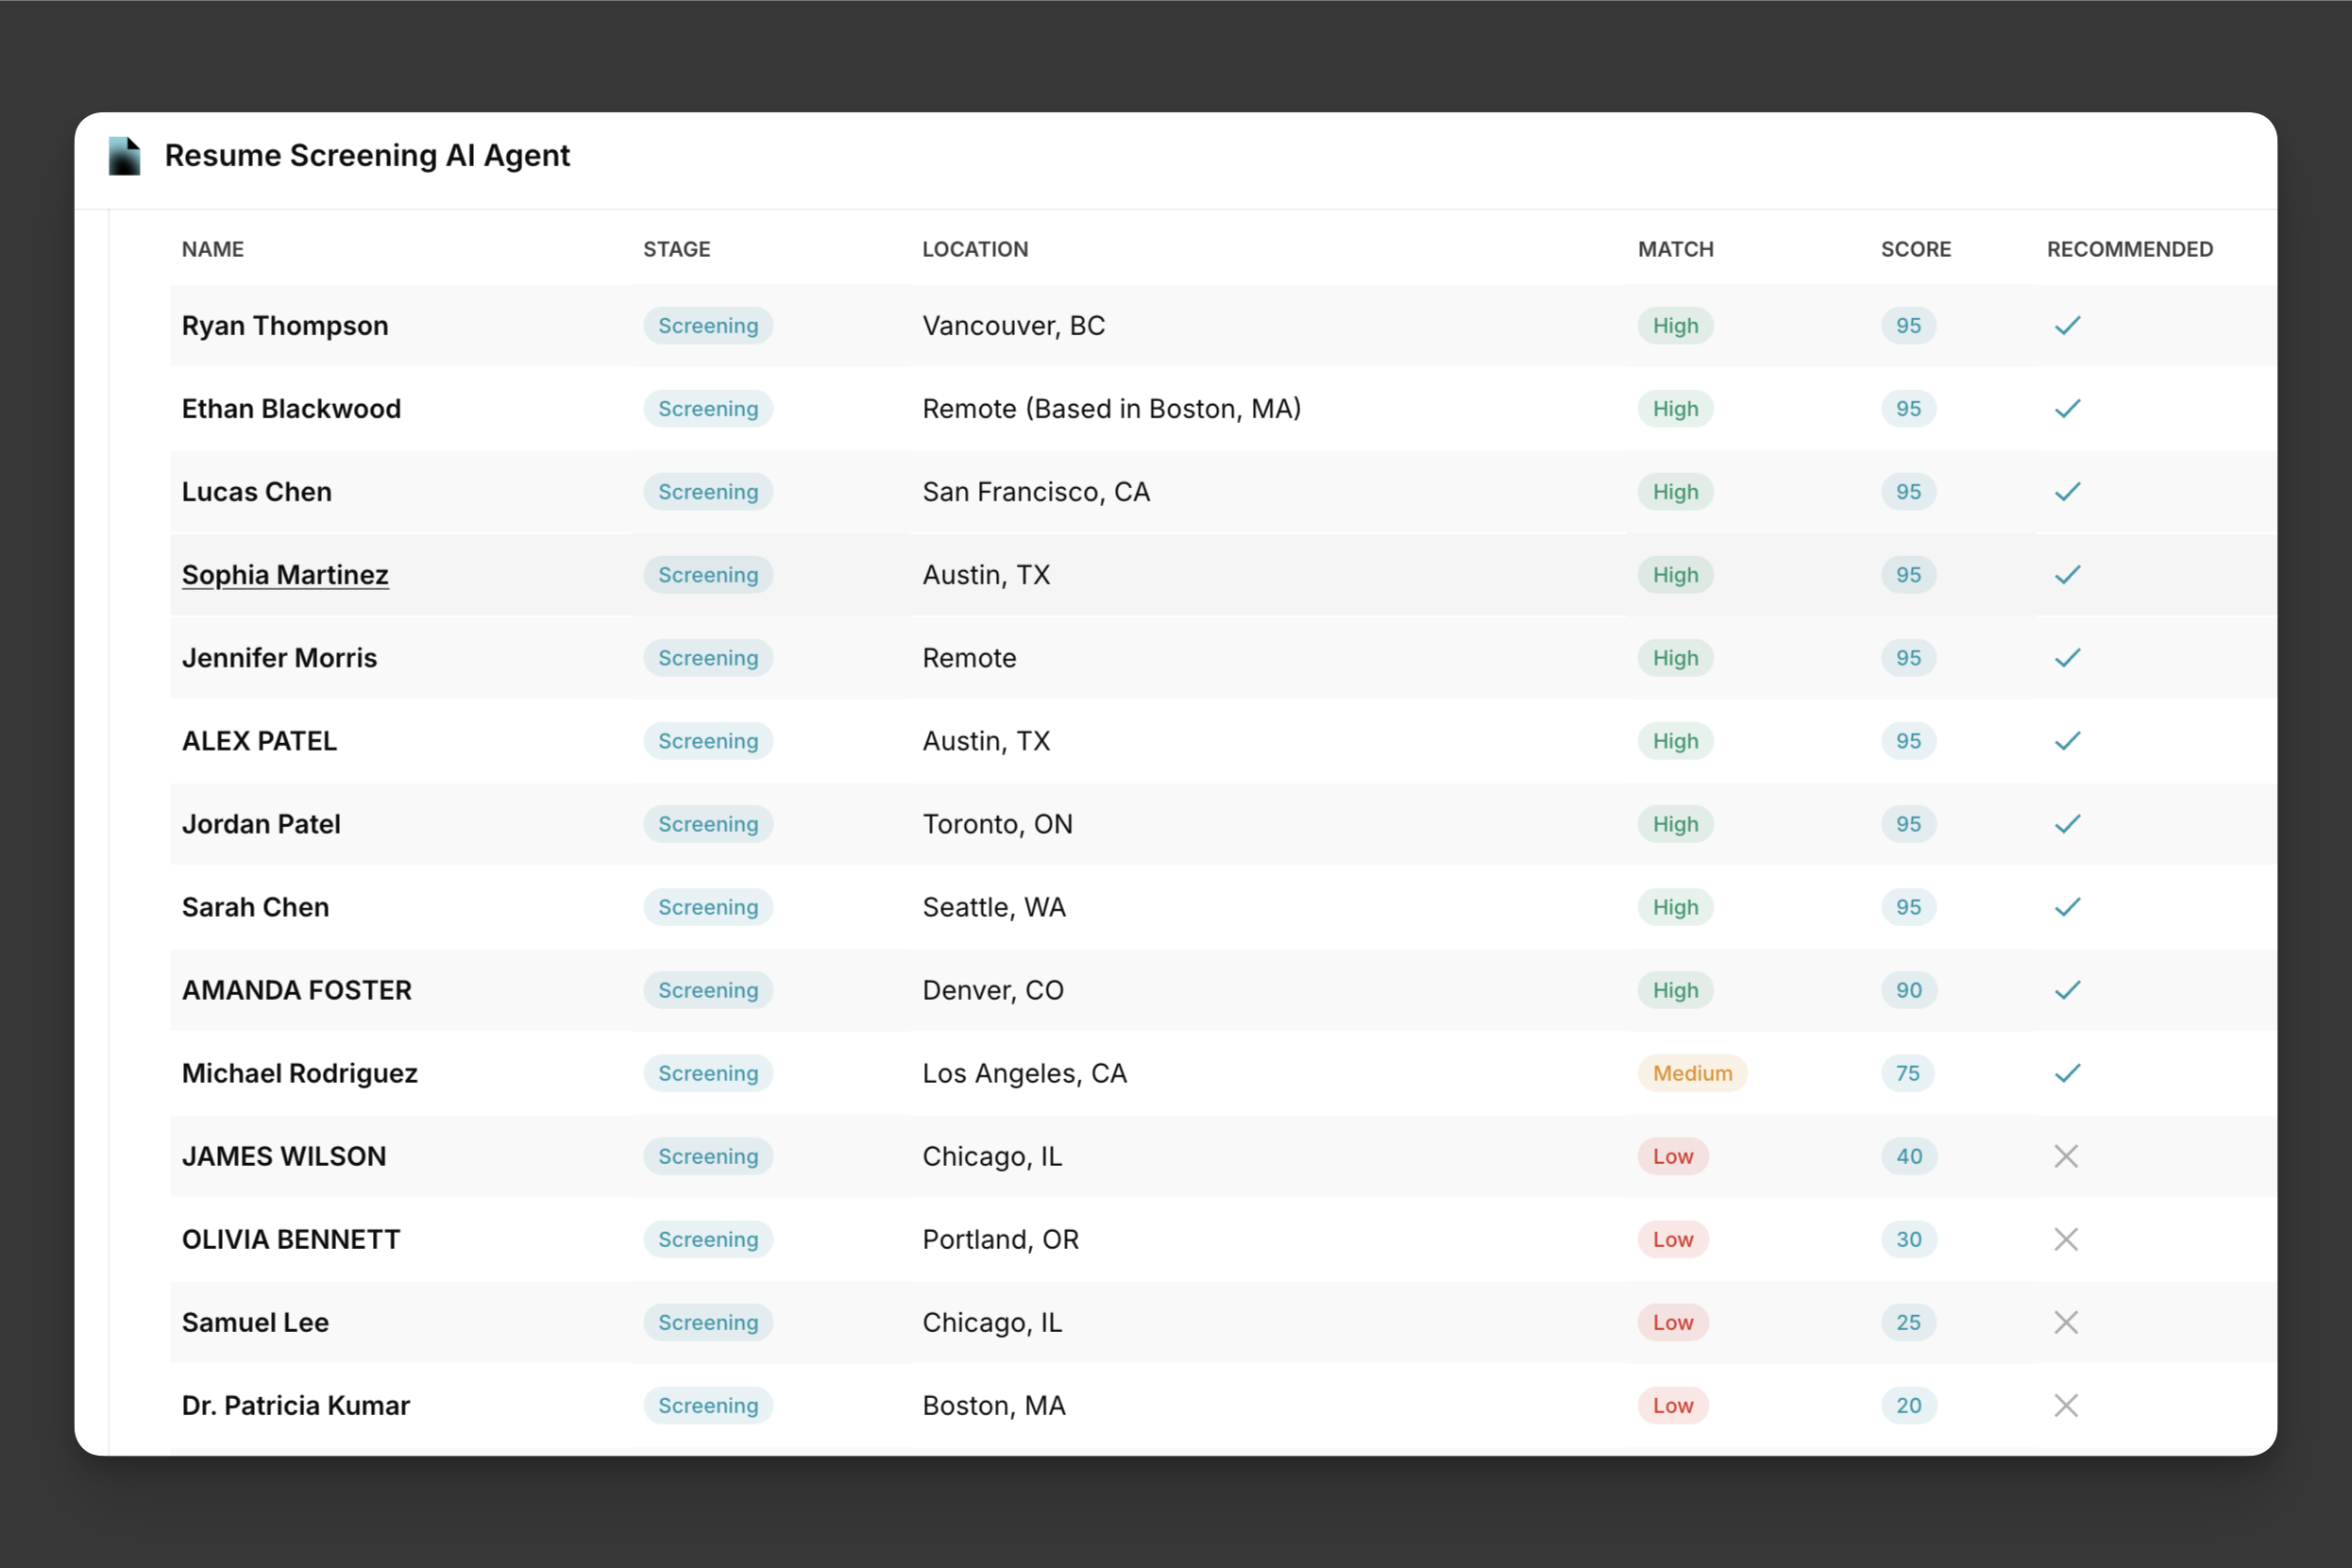 Resume Screening AI Agent
NAME STAGE LOCATION MATCH SCORE RECOMMENDED
Ryan Thompson Screening Vancouver, BC High 95
Ethan Blackwood Screening Remote (Based in Boston, MA) High 95
Lucas Chen Screening San Francisco, CA High 95
Sophia Martinez Screening Austin, TX High 95
Jennifer Morris Screening Remote High 95
ALEX PATEL Screening Austin, TX High 95
Jordan Patel Screening Toronto, ON High 95
Sarah Chen Screening Seattle, WA High 95
AMANDA FOSTER Screening Denver, CO High 90
Michael Rodriguez Screening Los Angeles, CA Medium 75
JAMES WILSON Screening Chicago, IL Low 40
OLIVIA BENNETT Screening Portland, OR Low 30
Samuel Lee Screening Chicago, IL Low 25
Dr. Patricia Kumar Screening Boston, MA Low 20